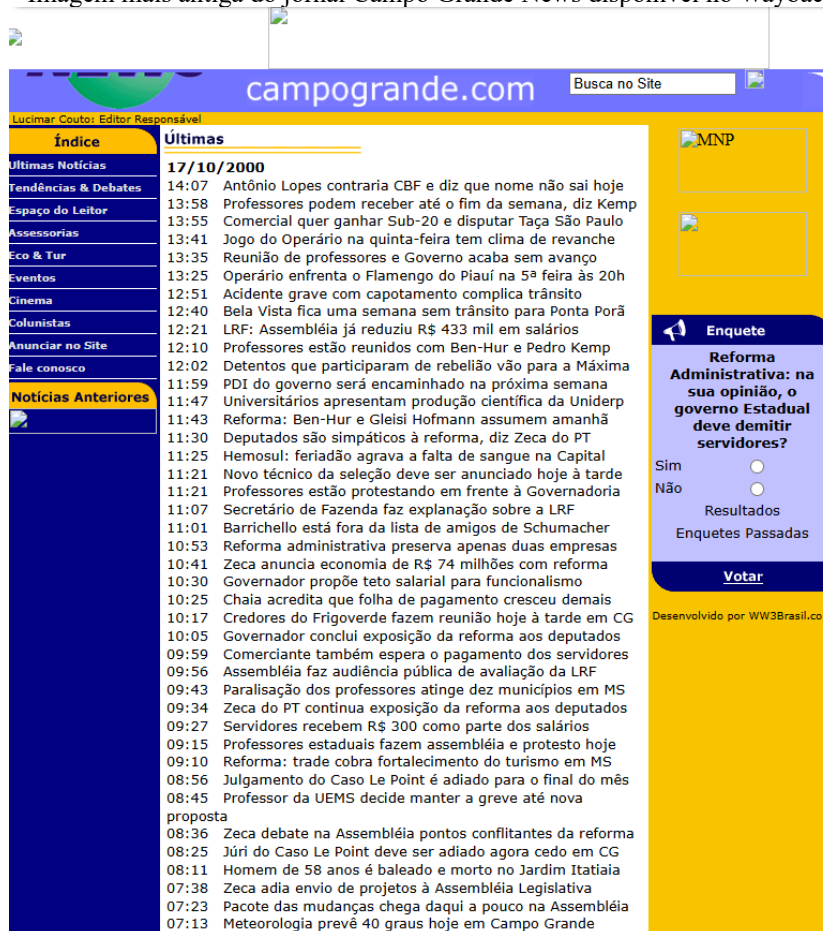 Imagem mais antiga do jornal Campo Grande News disponível no Wayba
NEWS
campogrande.com
Busca no Site
Lucimar Couto: Editor Responsável
Índice
Ultimas Notícias
Tendências & Debates
Espaço do Leitor
Assessorias
Eco & Tur
Eventos
Cinema
Colunistas
Anunciar no Site
Fale conosco
Notícias Anteriores
Últimas
17/10/2000
14:07 Antônio Lopes contraria CBF e diz que nome não sai hoje
13:58 Professores podem receber até o fim da semana, diz Kemp
13:55 Comercial quer ganhar Sub-20 e disputar Taça São Paulo
13:41 Jogo do Operário na quinta-feira tem clima de revanche
13:35 Reunião de professores e Governo acaba sem avanço
13:25 Operário enfrenta o Flamengo do Piauí na 5ª feira às 20h
12:51 Acidente grave com capotamento complica trânsito
12:40 Bela Vista fica uma semana sem trânsito para Ponta Porã
12:21 LRF: Assembléia já reduziu R$ 433 mil em salários
12:10 Professores estão reunidos com Ben-Hur e Pedro Kemp
12:02 Detentos que participaram de rebelião vão para a Máxima
11:59 PDI do governo será encaminhado na próxima semana
11:47 Universitários apresentam produção científica da Uniderp
11:43 Reforma: Ben-Hur e Gleisi Hofmann assumem amanhã
11:30 Deputados são simpáticos à reforma, diz Zeca do PT
11:25 Hemosul: feriadão agrava a falta de sangue na Capital
11:21 Novo técnico da seleção deve ser anunciado hoje à tarde
11:21 Professores estão protestando em frente à Governadoria
11:07 Secretário de Fazenda faz explanação sobre a LRF
11:01 Barrichello está fora da lista de amigos de Schumacher
10:53 Reforma administrativa preserva apenas duas empresas
10:41 Zeca anuncia economia de R$ 74 milhões com reforma
10:30 Governador propõe teto salarial para funcionalismo
10:25 Chaia acredita que folha de pagamento cresceu demais
10:17 Credores do Frigoverde fazem reunião hoje à tarde em CG
10:05 Governador conclui exposição da reforma aos deputados
09:59 Comerciante também espera o pagamento dos servidores
09:56 Assembléia faz audiência pública de avaliação da LRF
09:43 Paralisação dos professores atinge dez municípios em MS
09:34 Zeca do PT continua exposição da reforma aos deputados
09:27 Servidores recebem R$ 300 como parte dos salários
09:15 Professores estaduais fazem assembléia e protesto hoje
09:10 Reforma: trade cobra fortalecimento do turismo em MS
08:56 Julgamento do Caso Le Point é adiado para o final do mês
08:45 Professor da UEMS decide manter a greve até nova
proposta
08:36 Zeca debate na Assembléia pontos conflitantes da reforma
08:25 Júri do Caso Le Point deve ser adiado agora cedo em CG
08:11 Homem de 58 anos é baleado e morto no Jardim Itatiaia
07:38 Zeca adia envio de projetos à Assembléia Legislativa
07:23 Pacote das mudanças chega daqui a pouco na Assembléia
07:13 Meteorologia prevê 40 graus hoje em Campo Grande
MNP
Enquete
Reforma
Administrativa: na
sua opinião, o
governo Estadual
deve demitir
servidores?
Sim
Não
Resultados
Enquetes Passadas
Votar
Desenvolvido por WW3Brasil.co